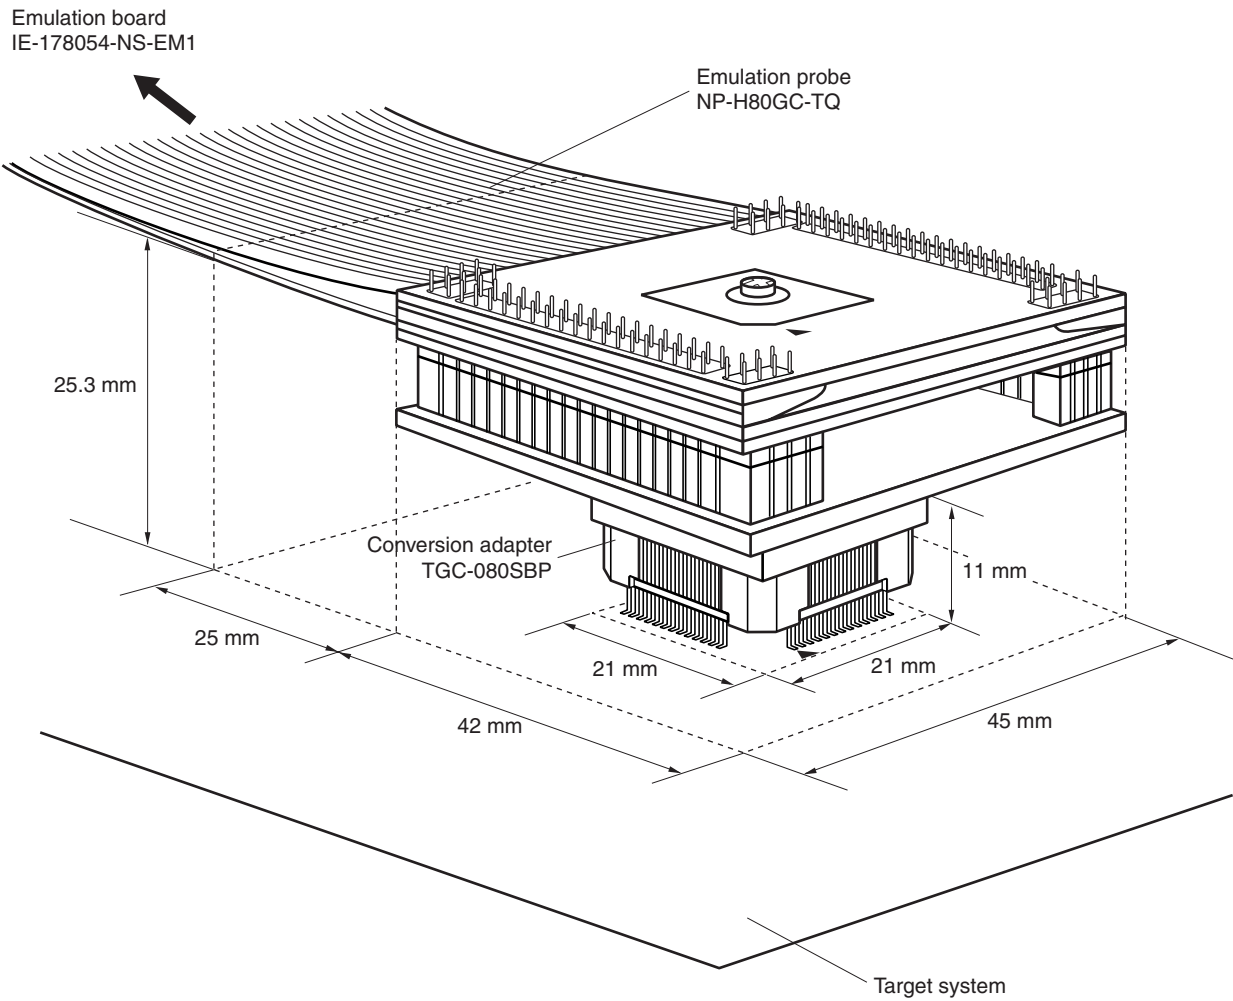 Emulation board
IE-178054-NS-EM1
Emulation probe
NP-H80GC-TQ
25.3 mm
Conversion adapter
TGC-080SBP
11 mm
25 mm
21 mm
21 mm
42 mm
45 mm
Target system